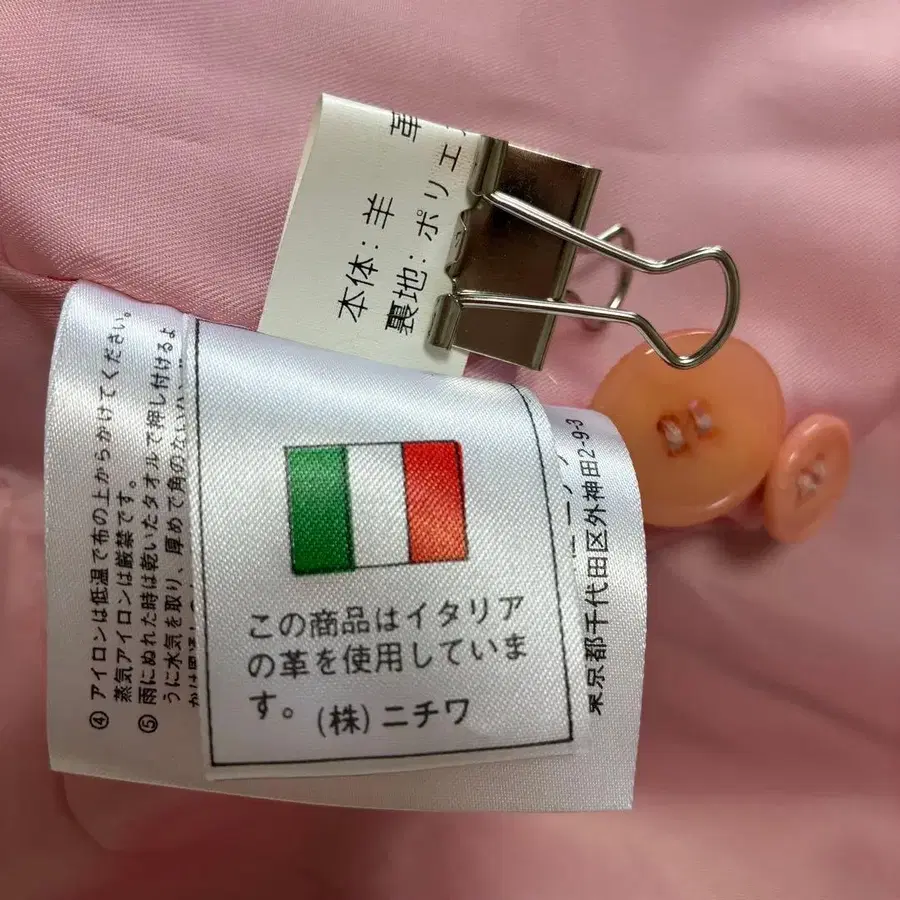 本体: 羊 革
裏地: ポリエ
④ アイロンは低温で布の上からかけてください。
蒸気アイロンは厳禁です。
⑤ 雨にぬれた時は乾いたタオルで押し付けるよ
うに水気を取り、厚めで角のない
この商品はイタリア
の革を使用していま
す。 (株) ニチワ
東京都千代田区外神田2-9-3